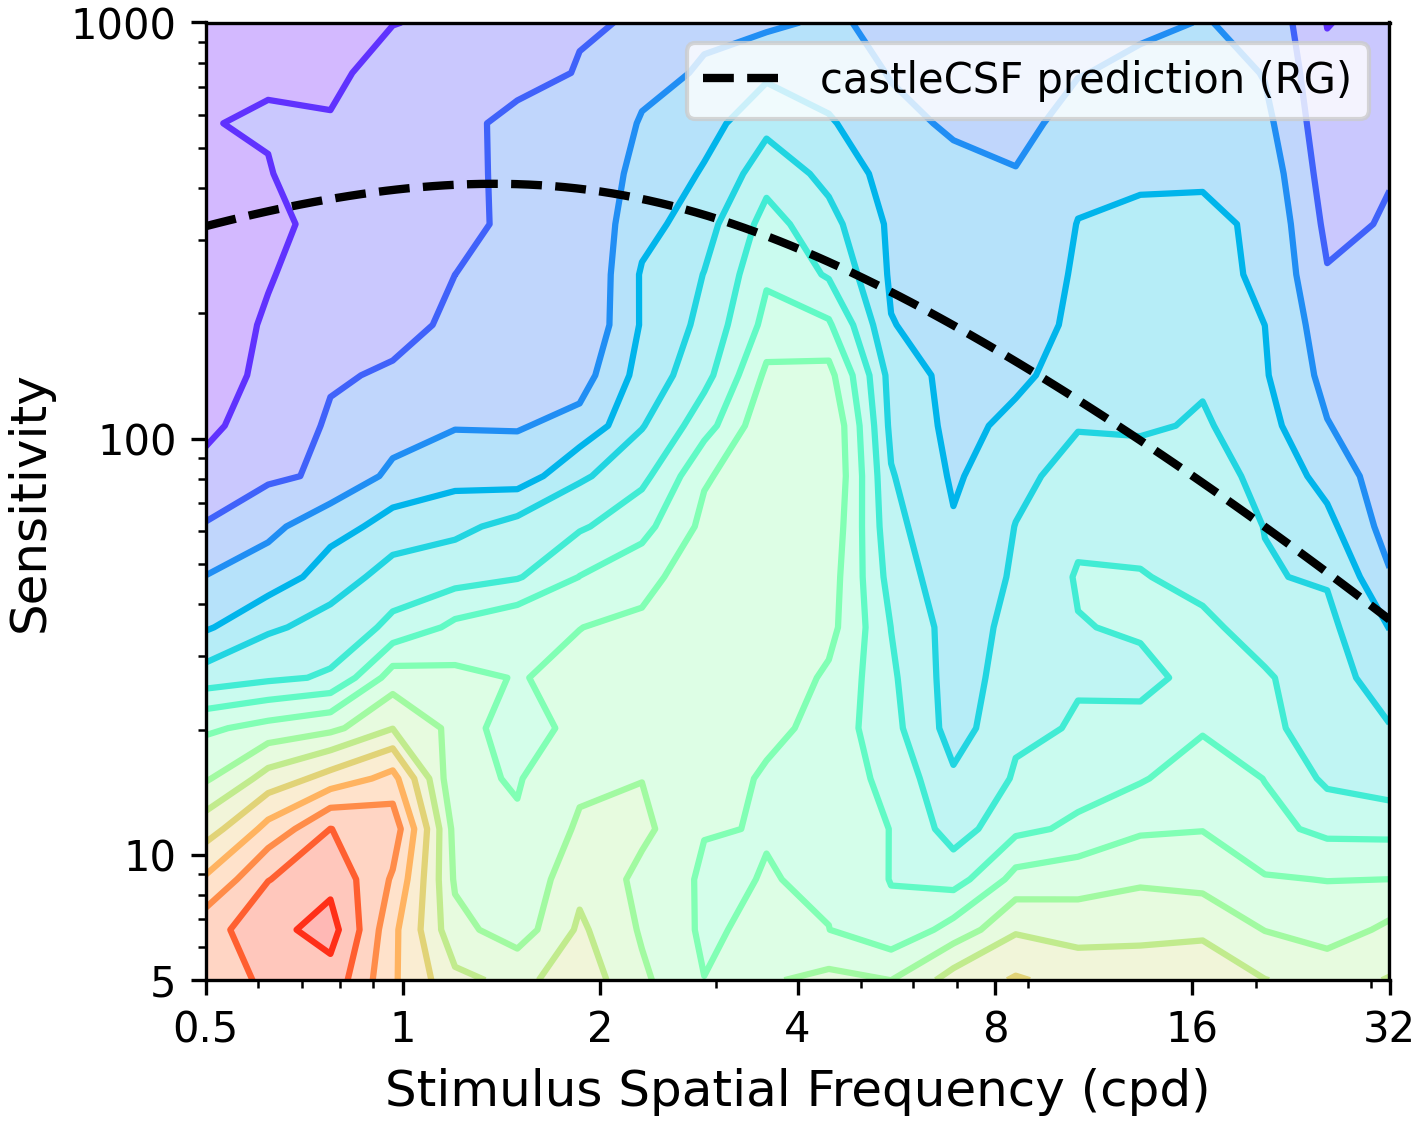 1000
castleCSF prediction (RG)
Sensitivity
100
10
5
0.5 1 2 4 8 16 32
Stimulus Spatial Frequency (cpd)